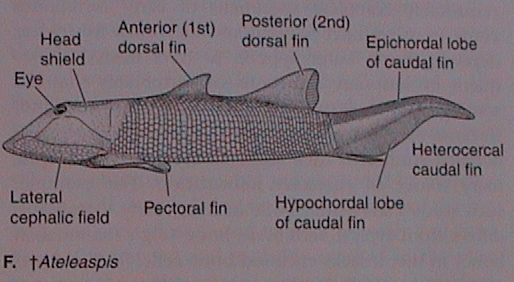 Head
shield
Anterior (1st)
dorsal fin
Posterior (2nd)
dorsal fin
Epichordal lobe
of caudal fin
Eye
Heterocercal
caudal fin
Lateral
cephalic field
Pectoral fin
Hypochordal lobe
of caudal fin
F. †Ateleaspis